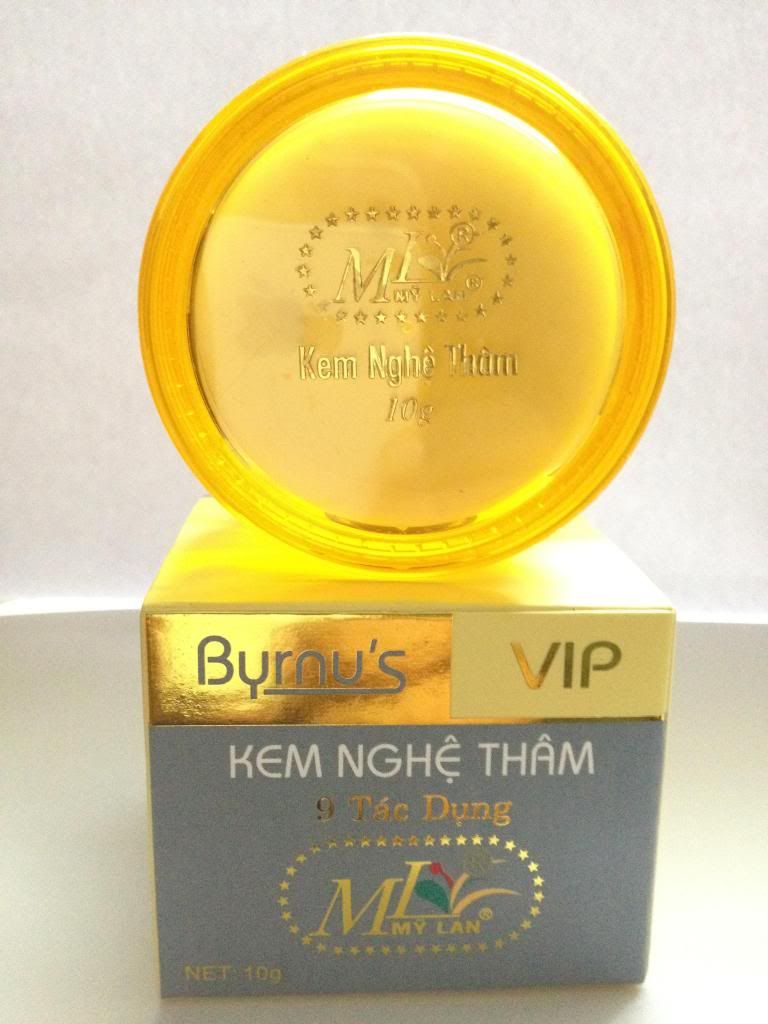 ML ®
MỸ LAN ®
Kem Nghệ Thâm
10g
Byrnu's VIP
KEM NGHỆ THÂM
9 Tác Dụng
ML
MỸ LAN ®
NET: 10g